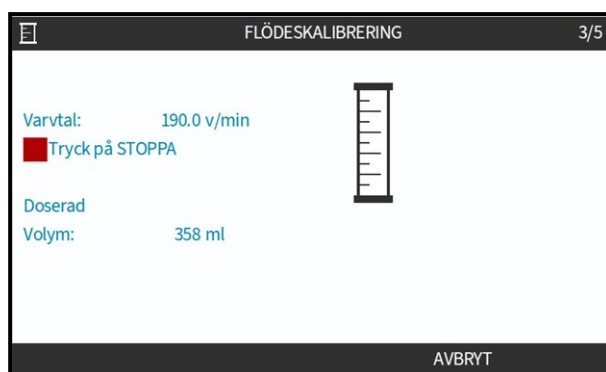 FLÖDESKALIBRERING 3/5
Varvtal: 190.0 v/min
Tryck på STOPPA
Doserad
Volym: 358 ml
AVBRYT